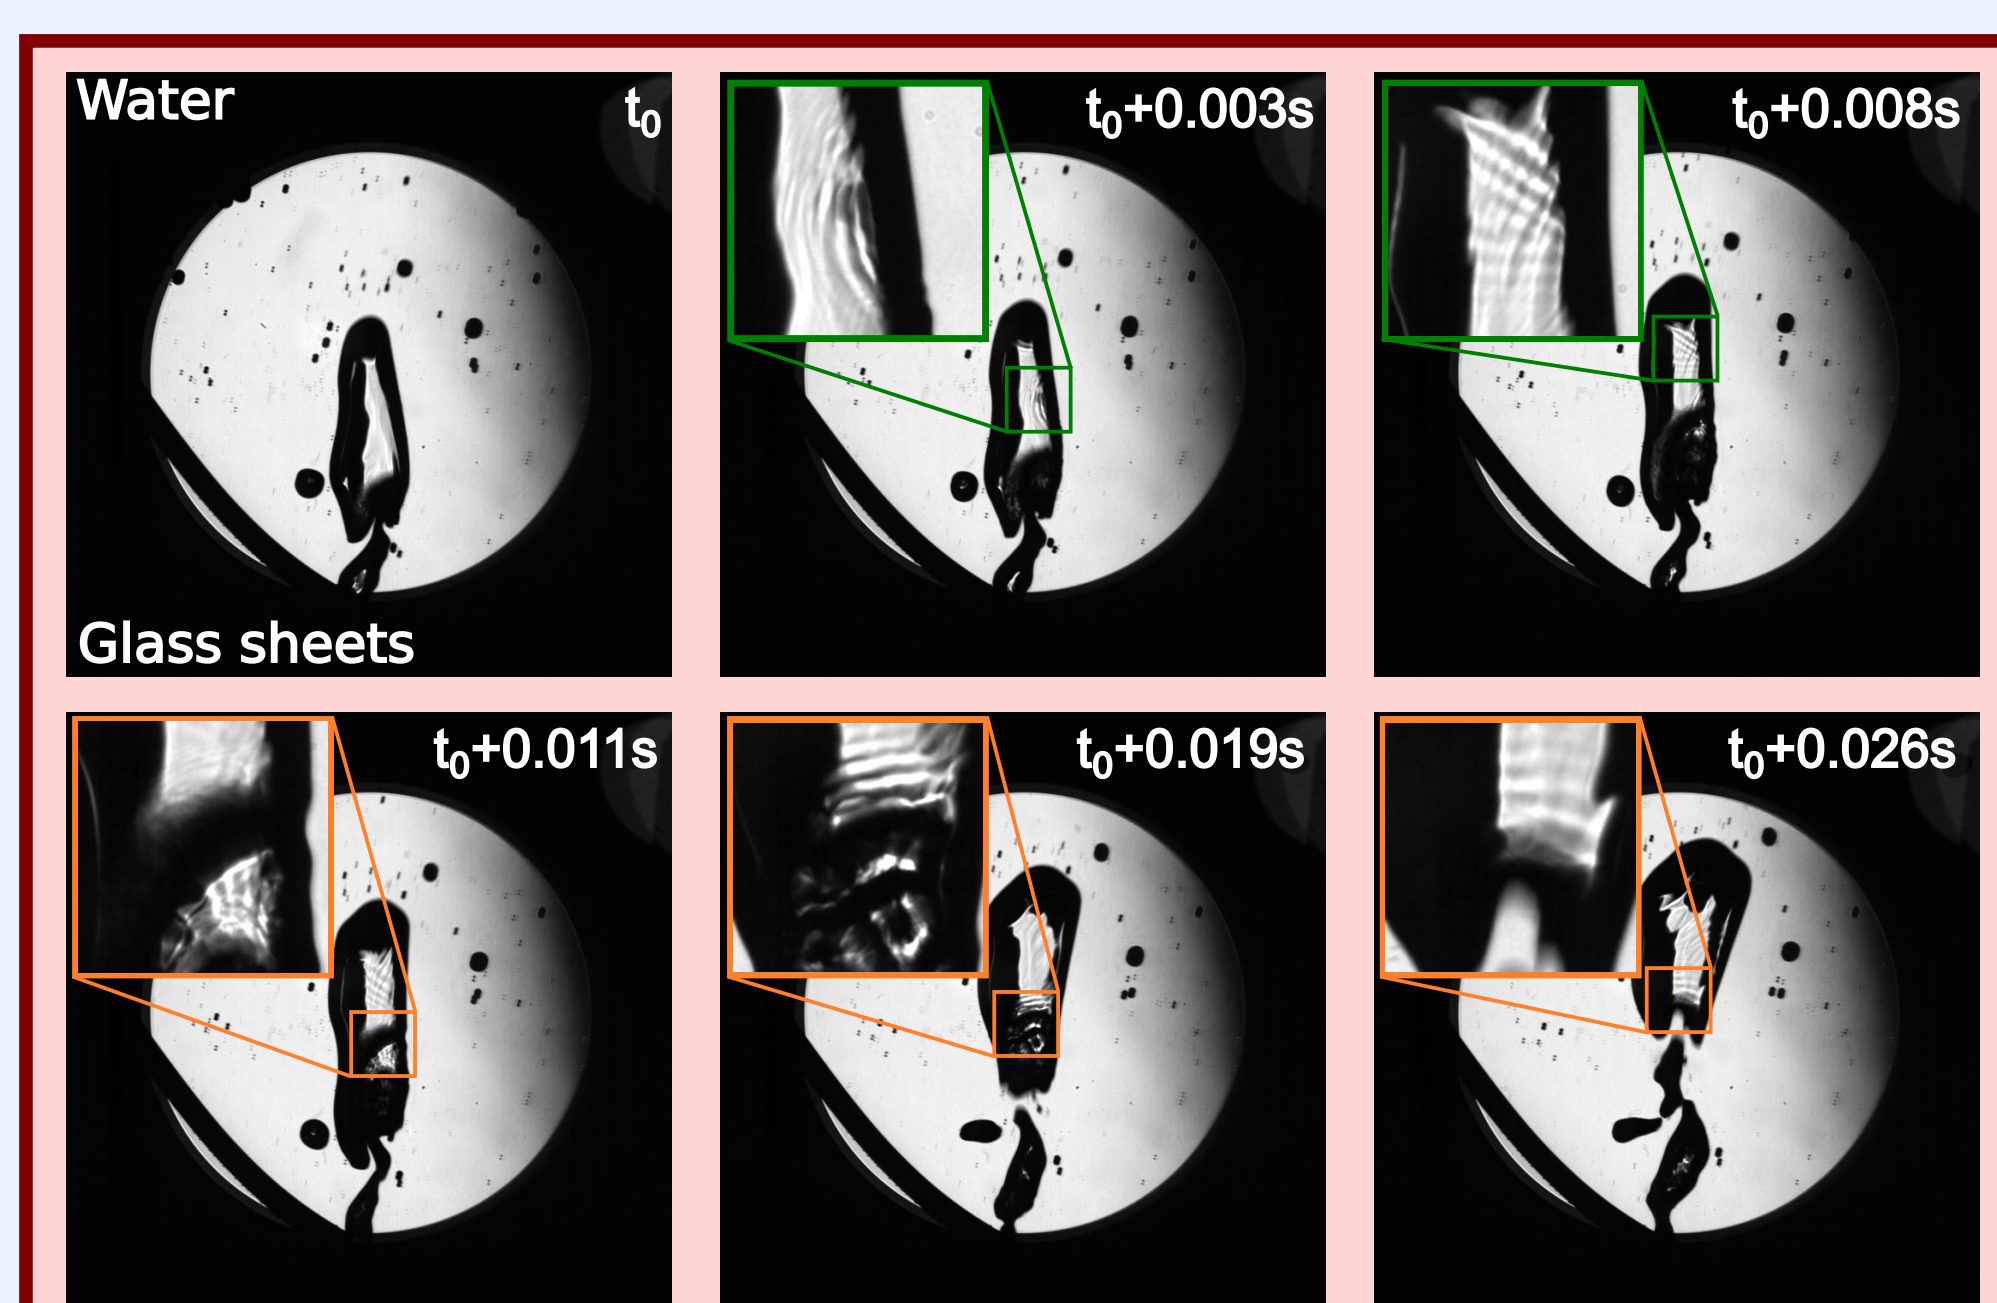 Water
t₀
t₀+0.003s
t₀+0.008s
Glass sheets
t₀+0.011s
t₀+0.019s
t₀+0.026s